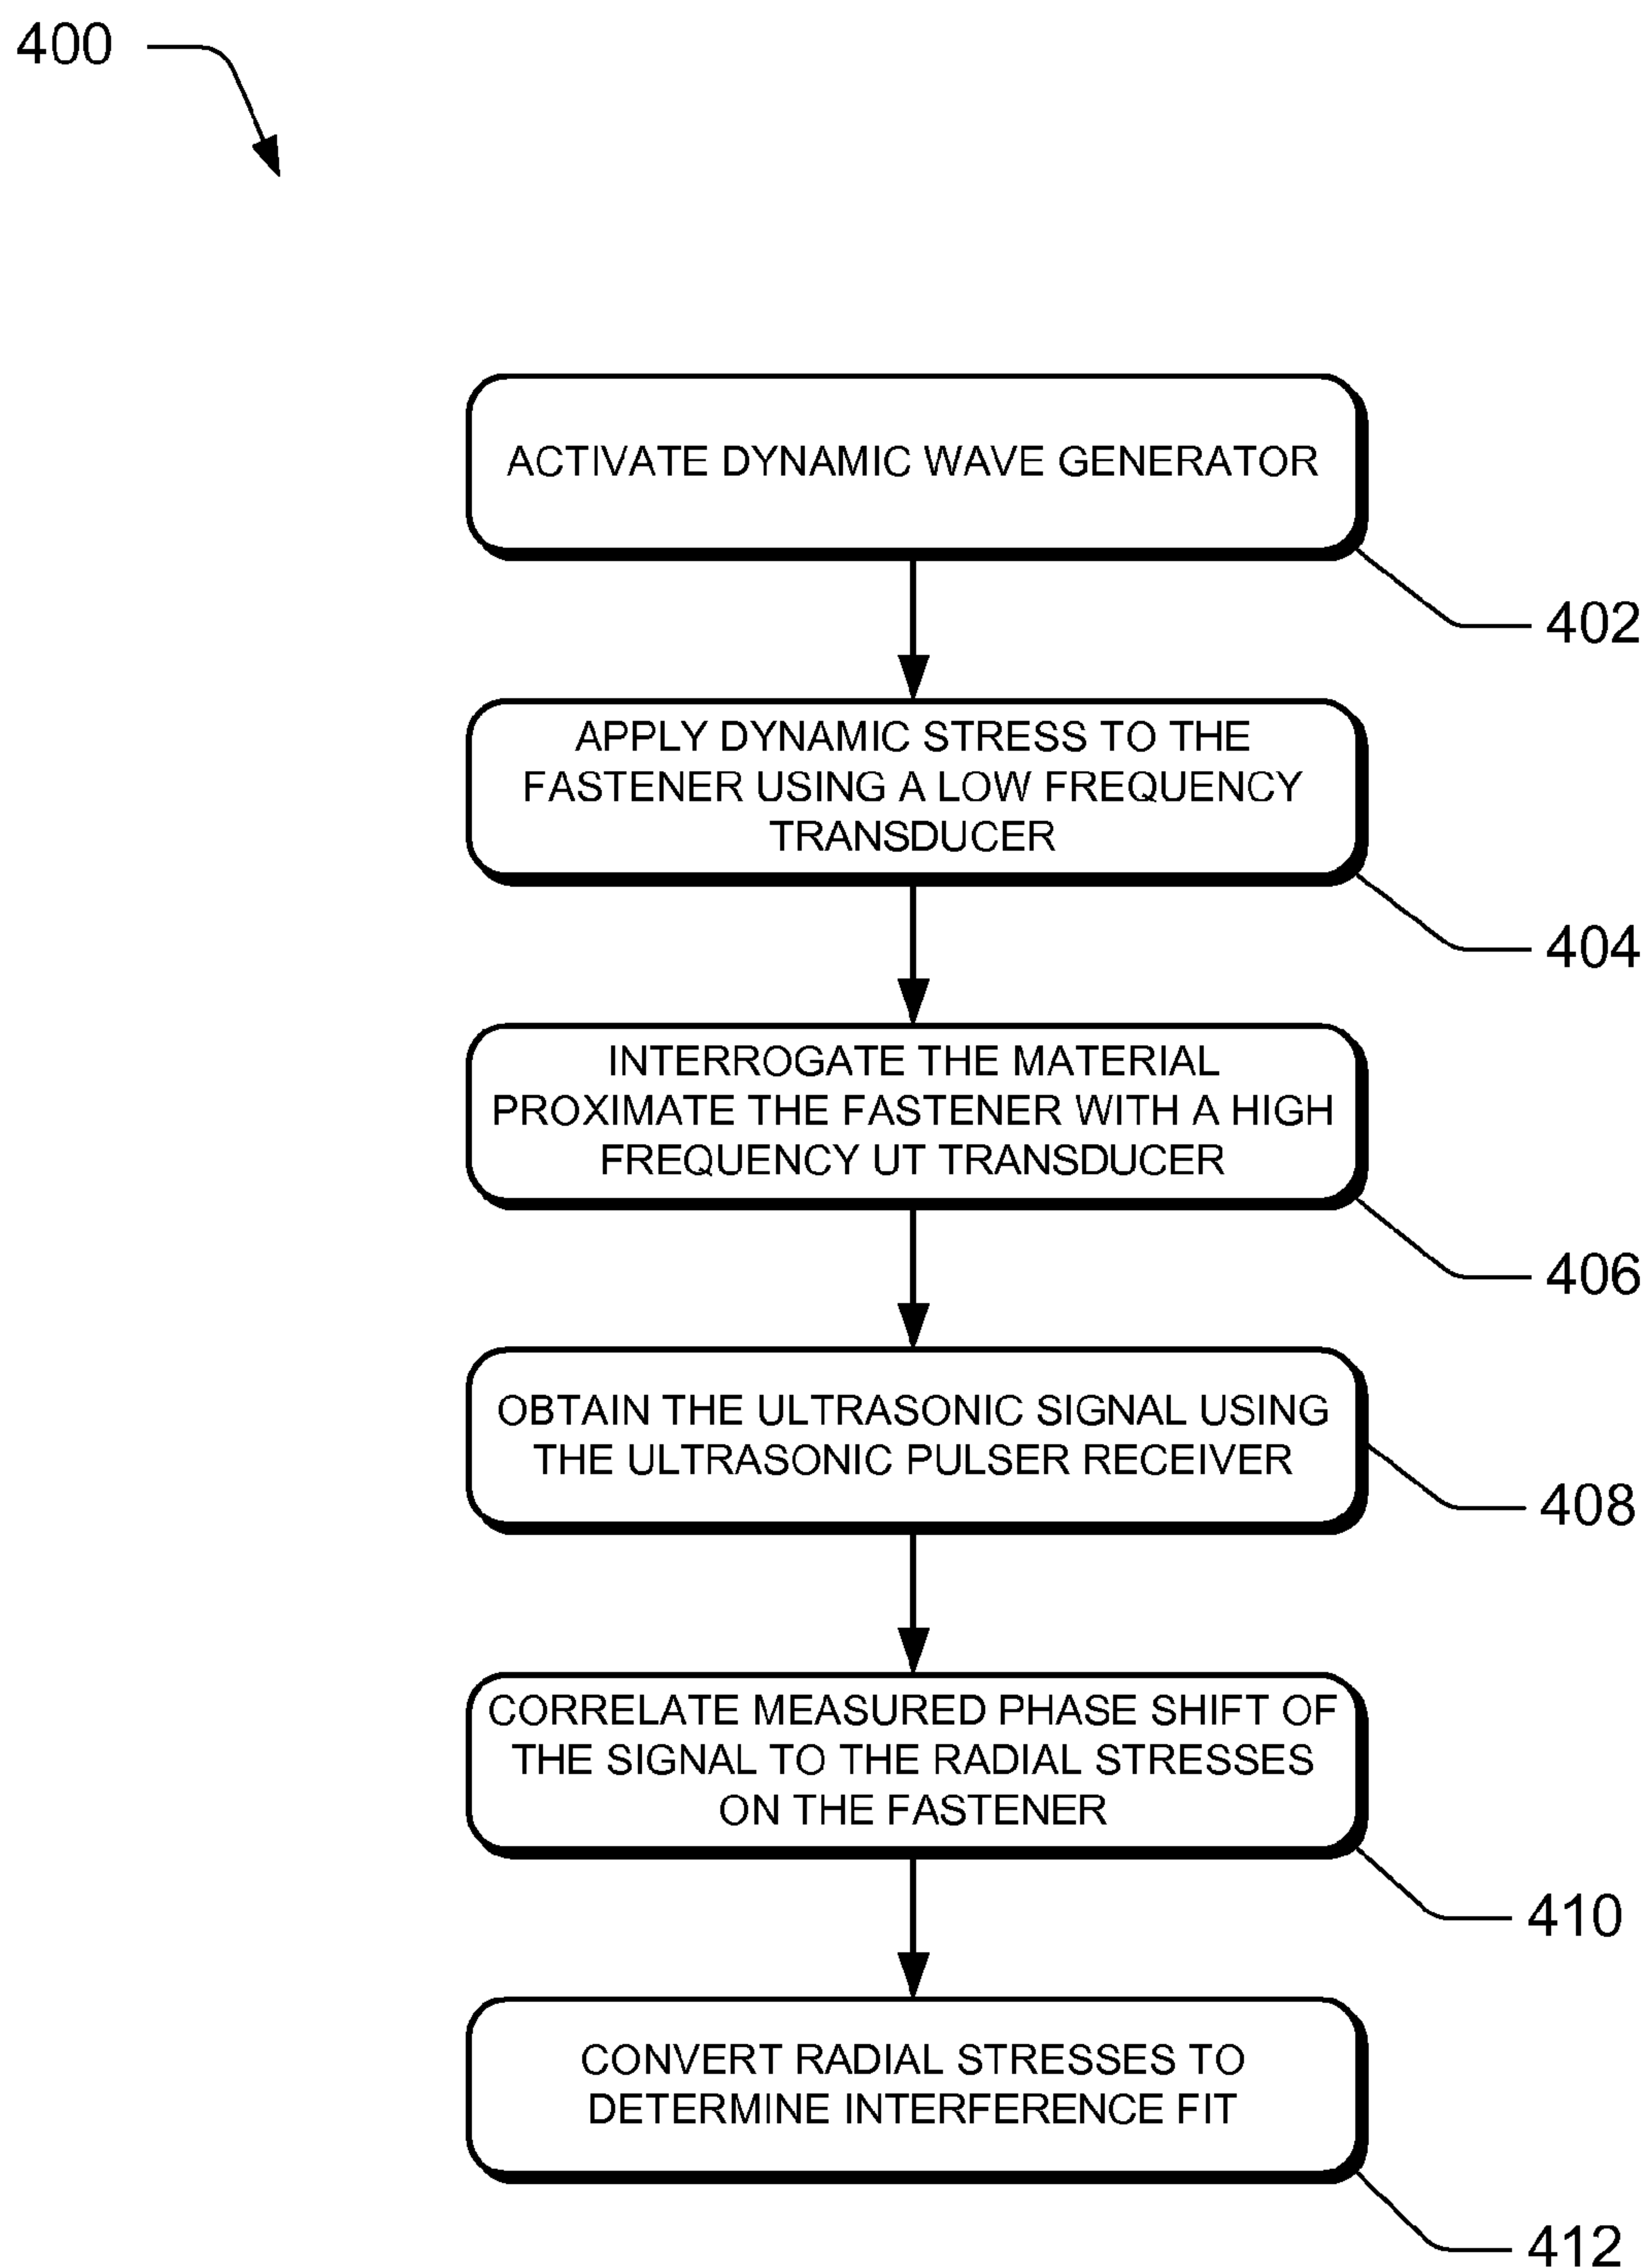 400
ACTIVATE DYNAMIC WAVE GENERATOR
402
APPLY DYNAMIC STRESS TO THE
FASTENER USING A LOW FREQUENCY
TRANSDUCER
404
INTERROGATE THE MATERIAL
PROXIMATE THE FASTENER WITH A HIGH
FREQUENCY UT TRANSDUCER
406
OBTAIN THE ULTRASONIC SIGNAL USING
THE ULTRASONIC PULSER RECEIVER
408
CORRELATE MEASURED PHASE SHIFT OF
THE SIGNAL TO THE RADIAL STRESSES
ON THE FASTENER
410
CONVERT RADIAL STRESSES TO
DETERMINE INTERFERENCE FIT
412